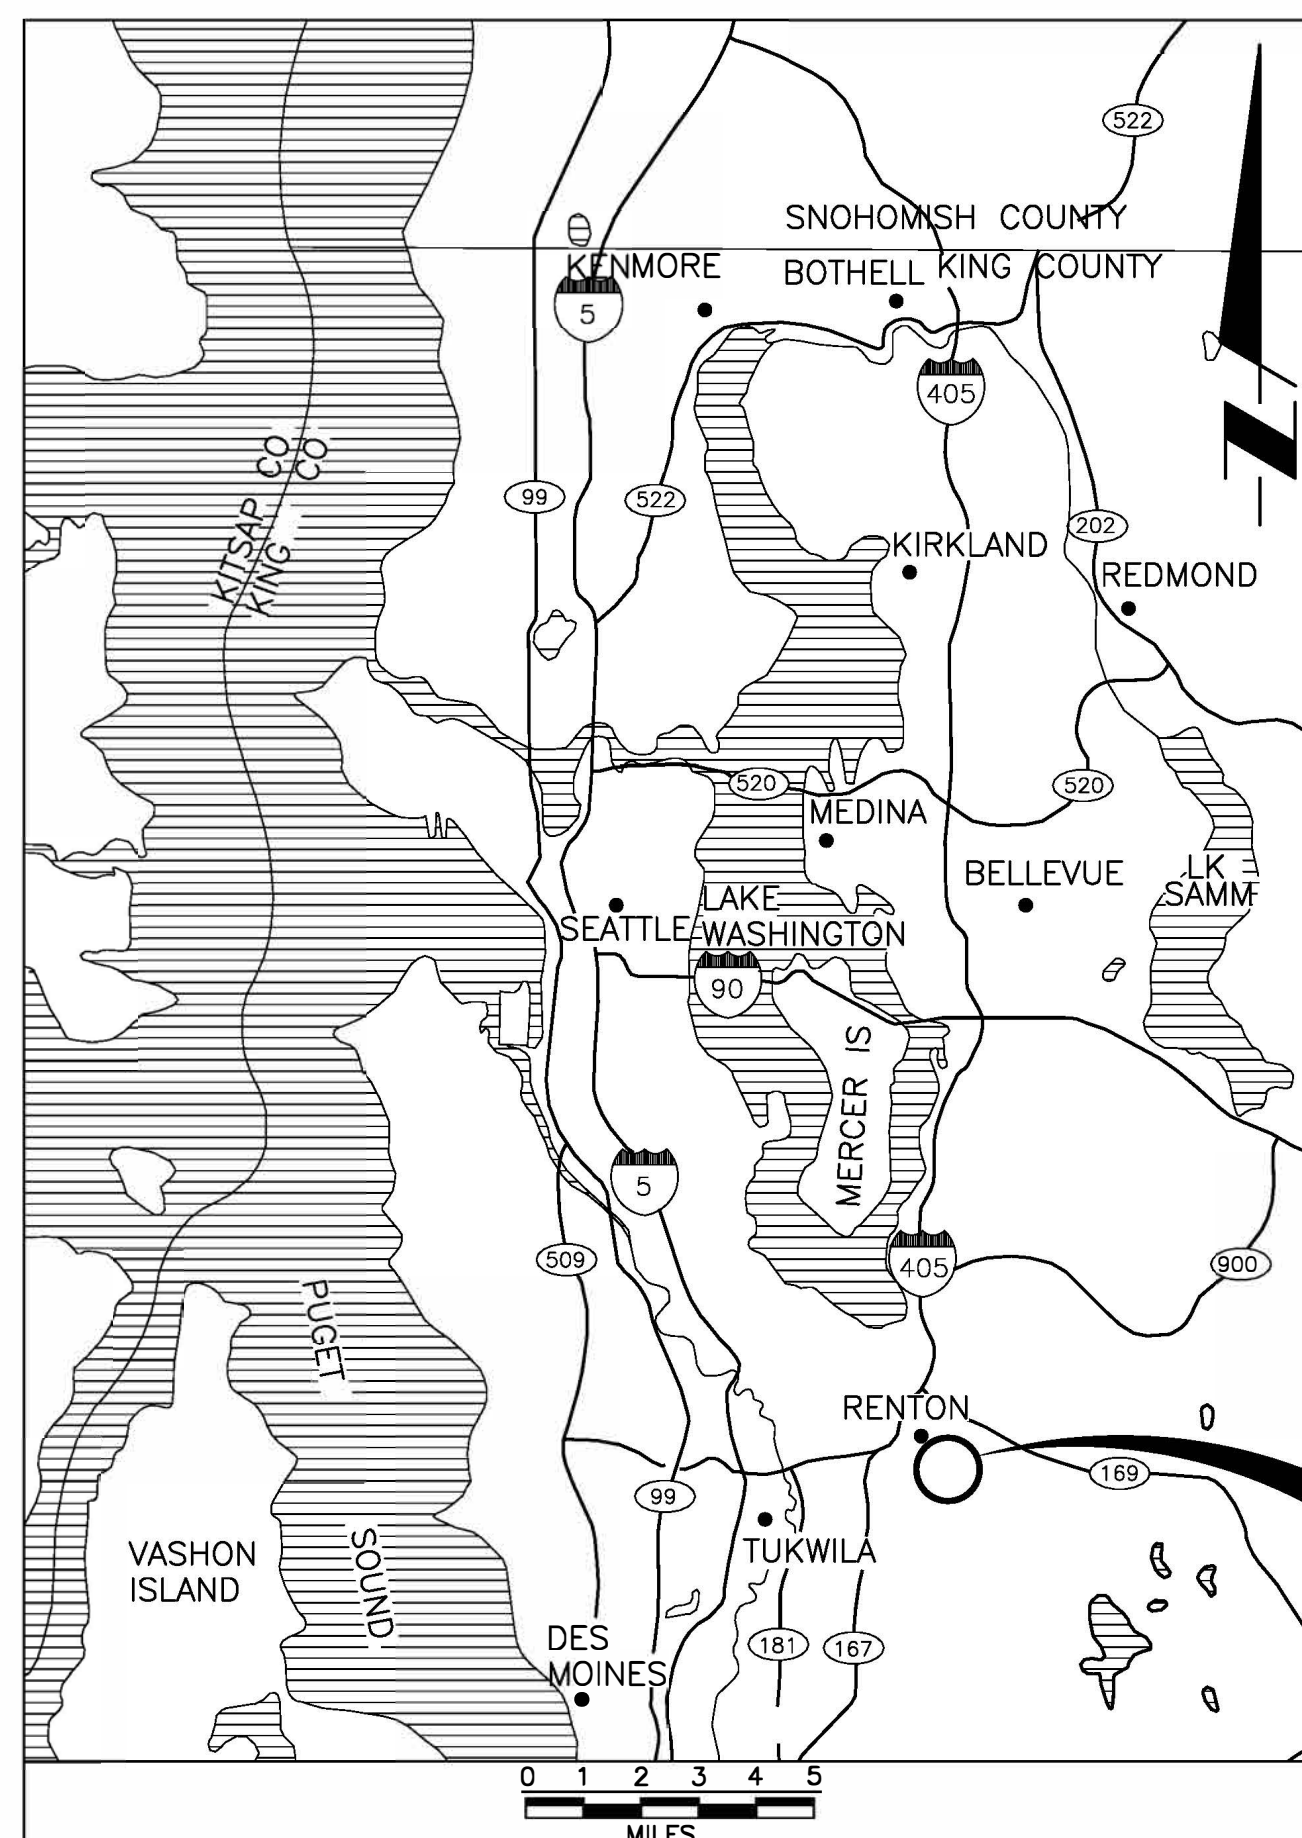 522
SNOHOMISH COUNTY
KENMORE
BOTHELL
KING COUNTY
5
405
N
KITSAP CO
KING CO
99
522
202
KIRKLAND
REDMOND
520
520
MEDINA
BELLEVUE
LK
SAMM
SEATTLE
LAKE
WASHINGTON
90
MERCER IS
5
509
405
900
PUGET
SOUND
RENTON
169
99
TUKWILA
VASHON
ISLAND
DES
MOINES
181
167
0 1 2 3 4 5
MILES